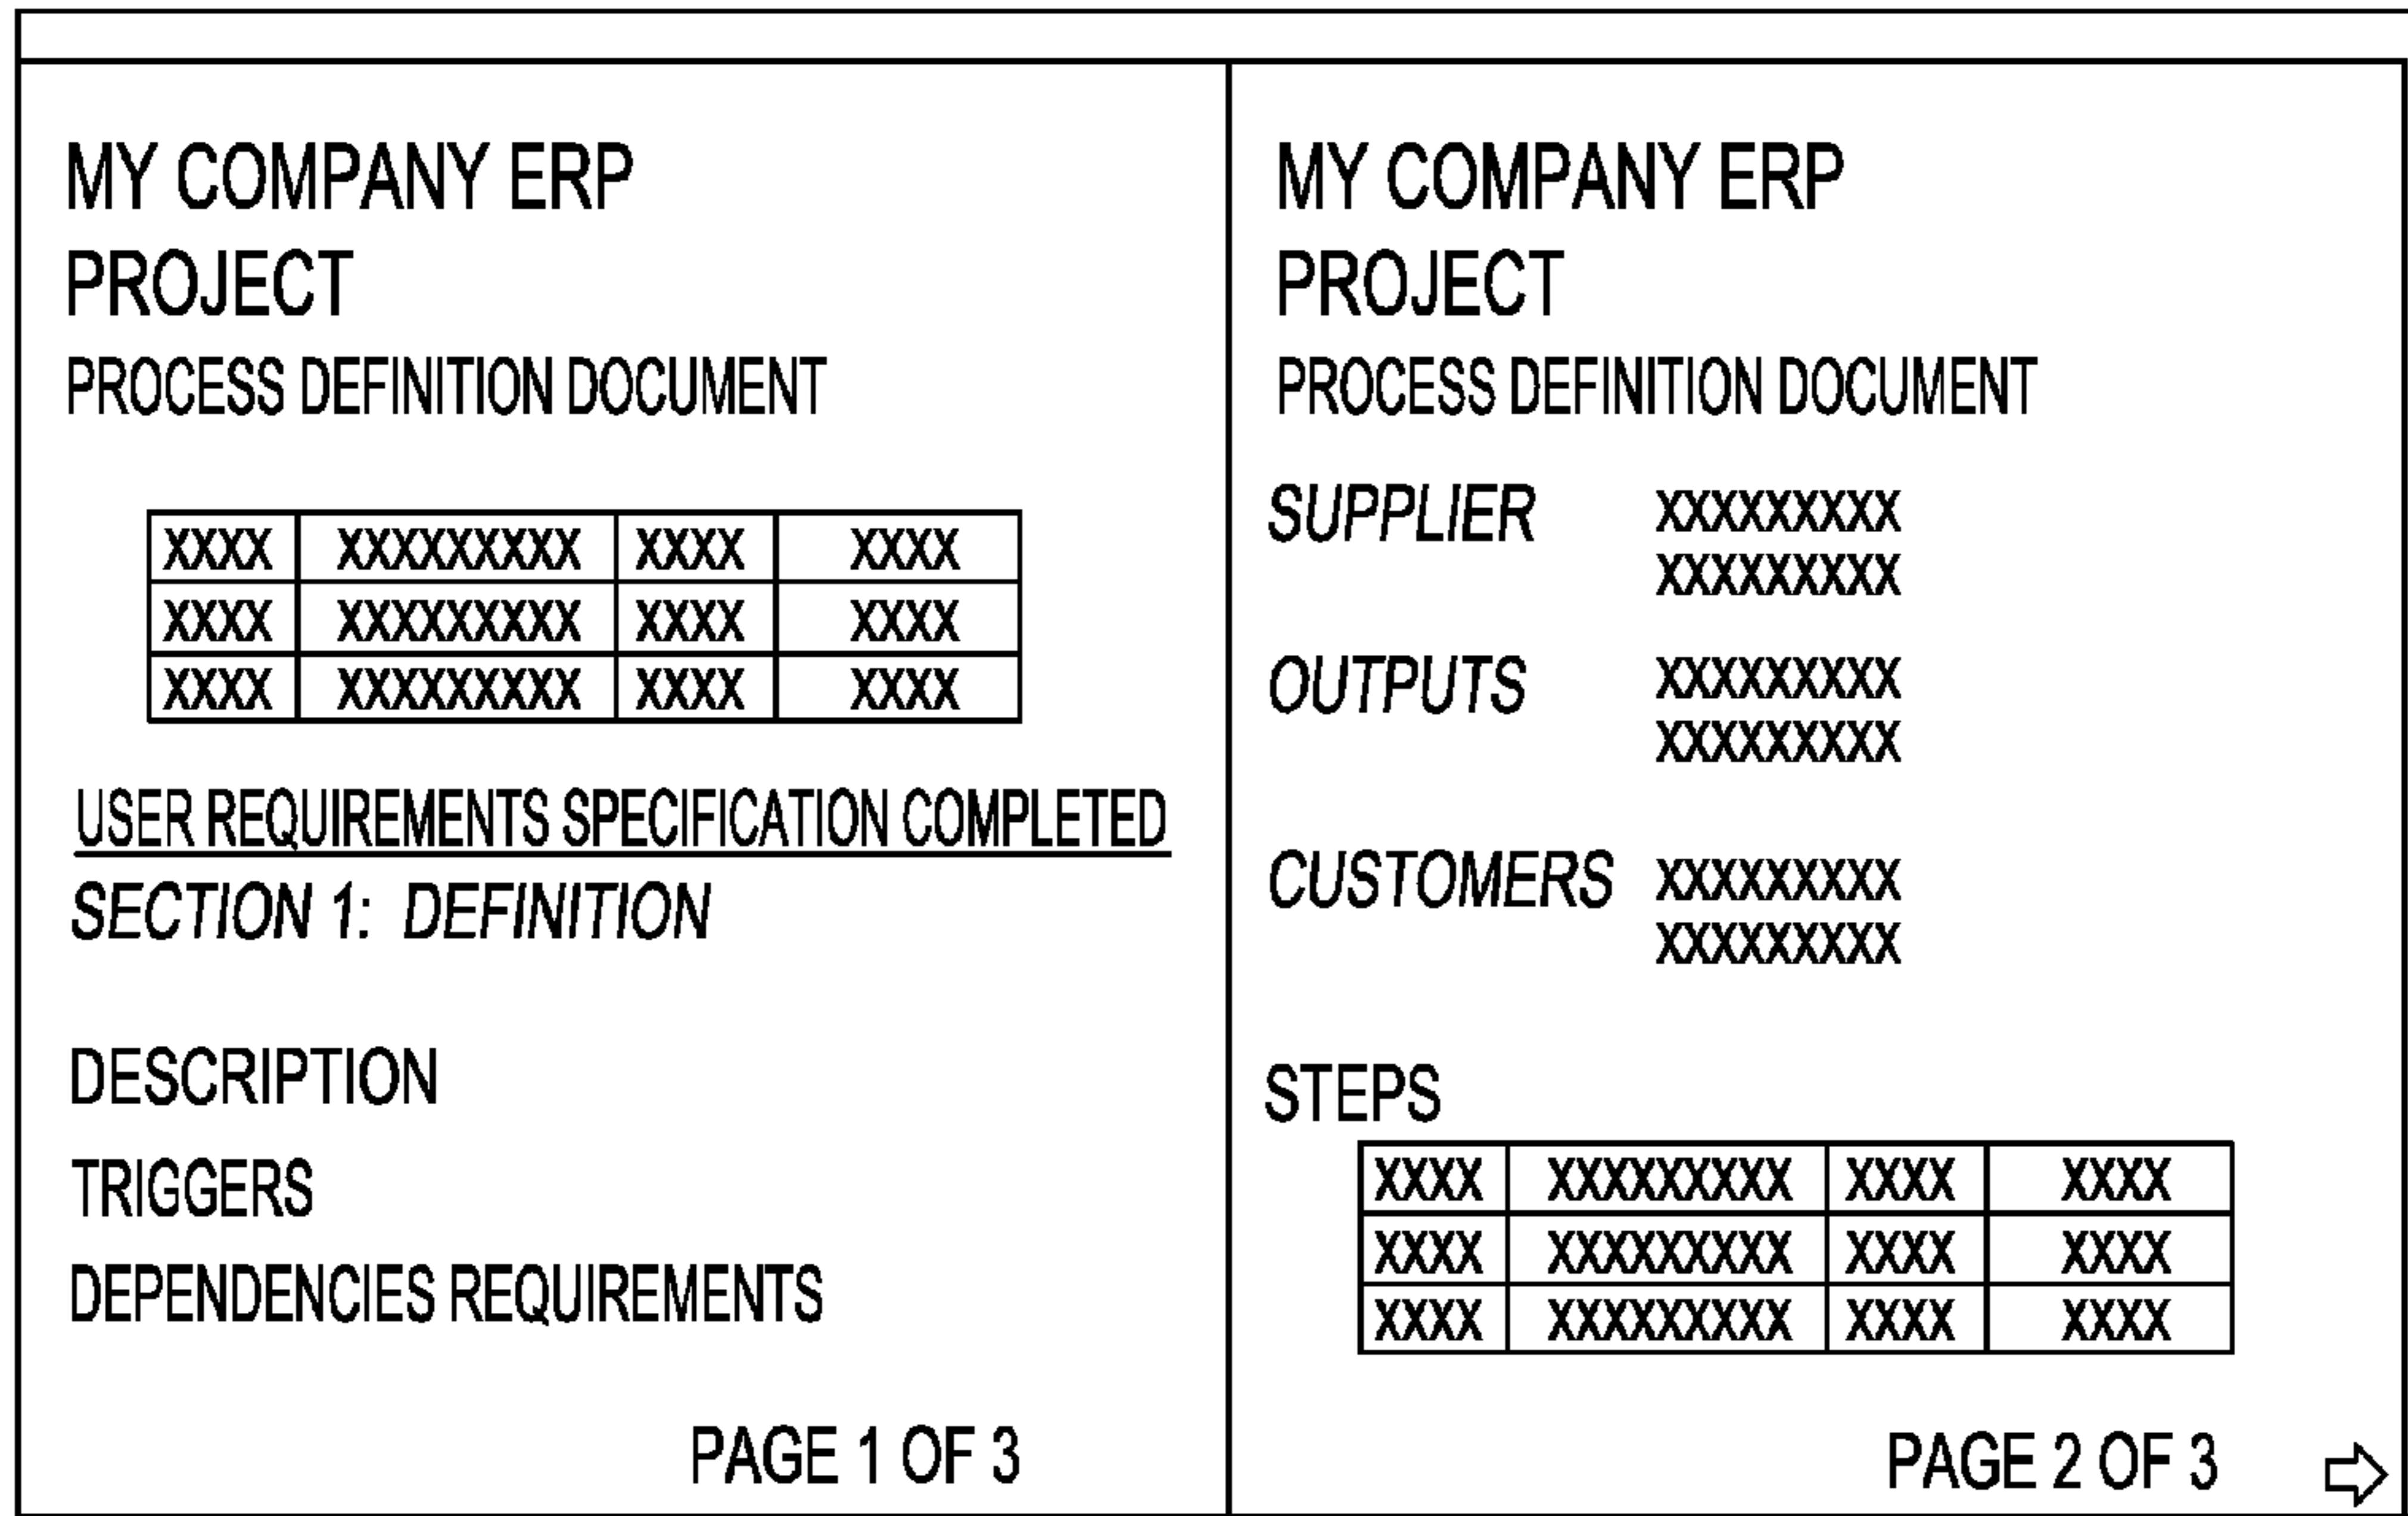 MY COMPANY ERP
PROJECT
PROCESS DEFINITION DOCUMENT
XXXX XXXXXXXXX XXXX XXXX
XXXX XXXXXXXXX XXXX XXXX
XXXX XXXXXXXXX XXXX XXXX
USER REQUIREMENTS SPECIFICATION COMPLETED
SECTION 1: DEFINITION
DESCRIPTION
TRIGGERS
DEPENDENCIES REQUIREMENTS
PAGE 1 OF 3
MY COMPANY ERP
PROJECT
PROCESS DEFINITION DOCUMENT
SUPPLIER XXXXXXXXX
XXXXXXXXX
OUTPUTS XXXXXXXXX
XXXXXXXXX
CUSTOMERS XXXXXXXXX
XXXXXXXXX
STEPS
XXXX XXXXXXXXX XXXX XXXX
XXXX XXXXXXXXX XXXX XXXX
XXXX XXXXXXXXX XXXX XXXX
PAGE 2 OF 3